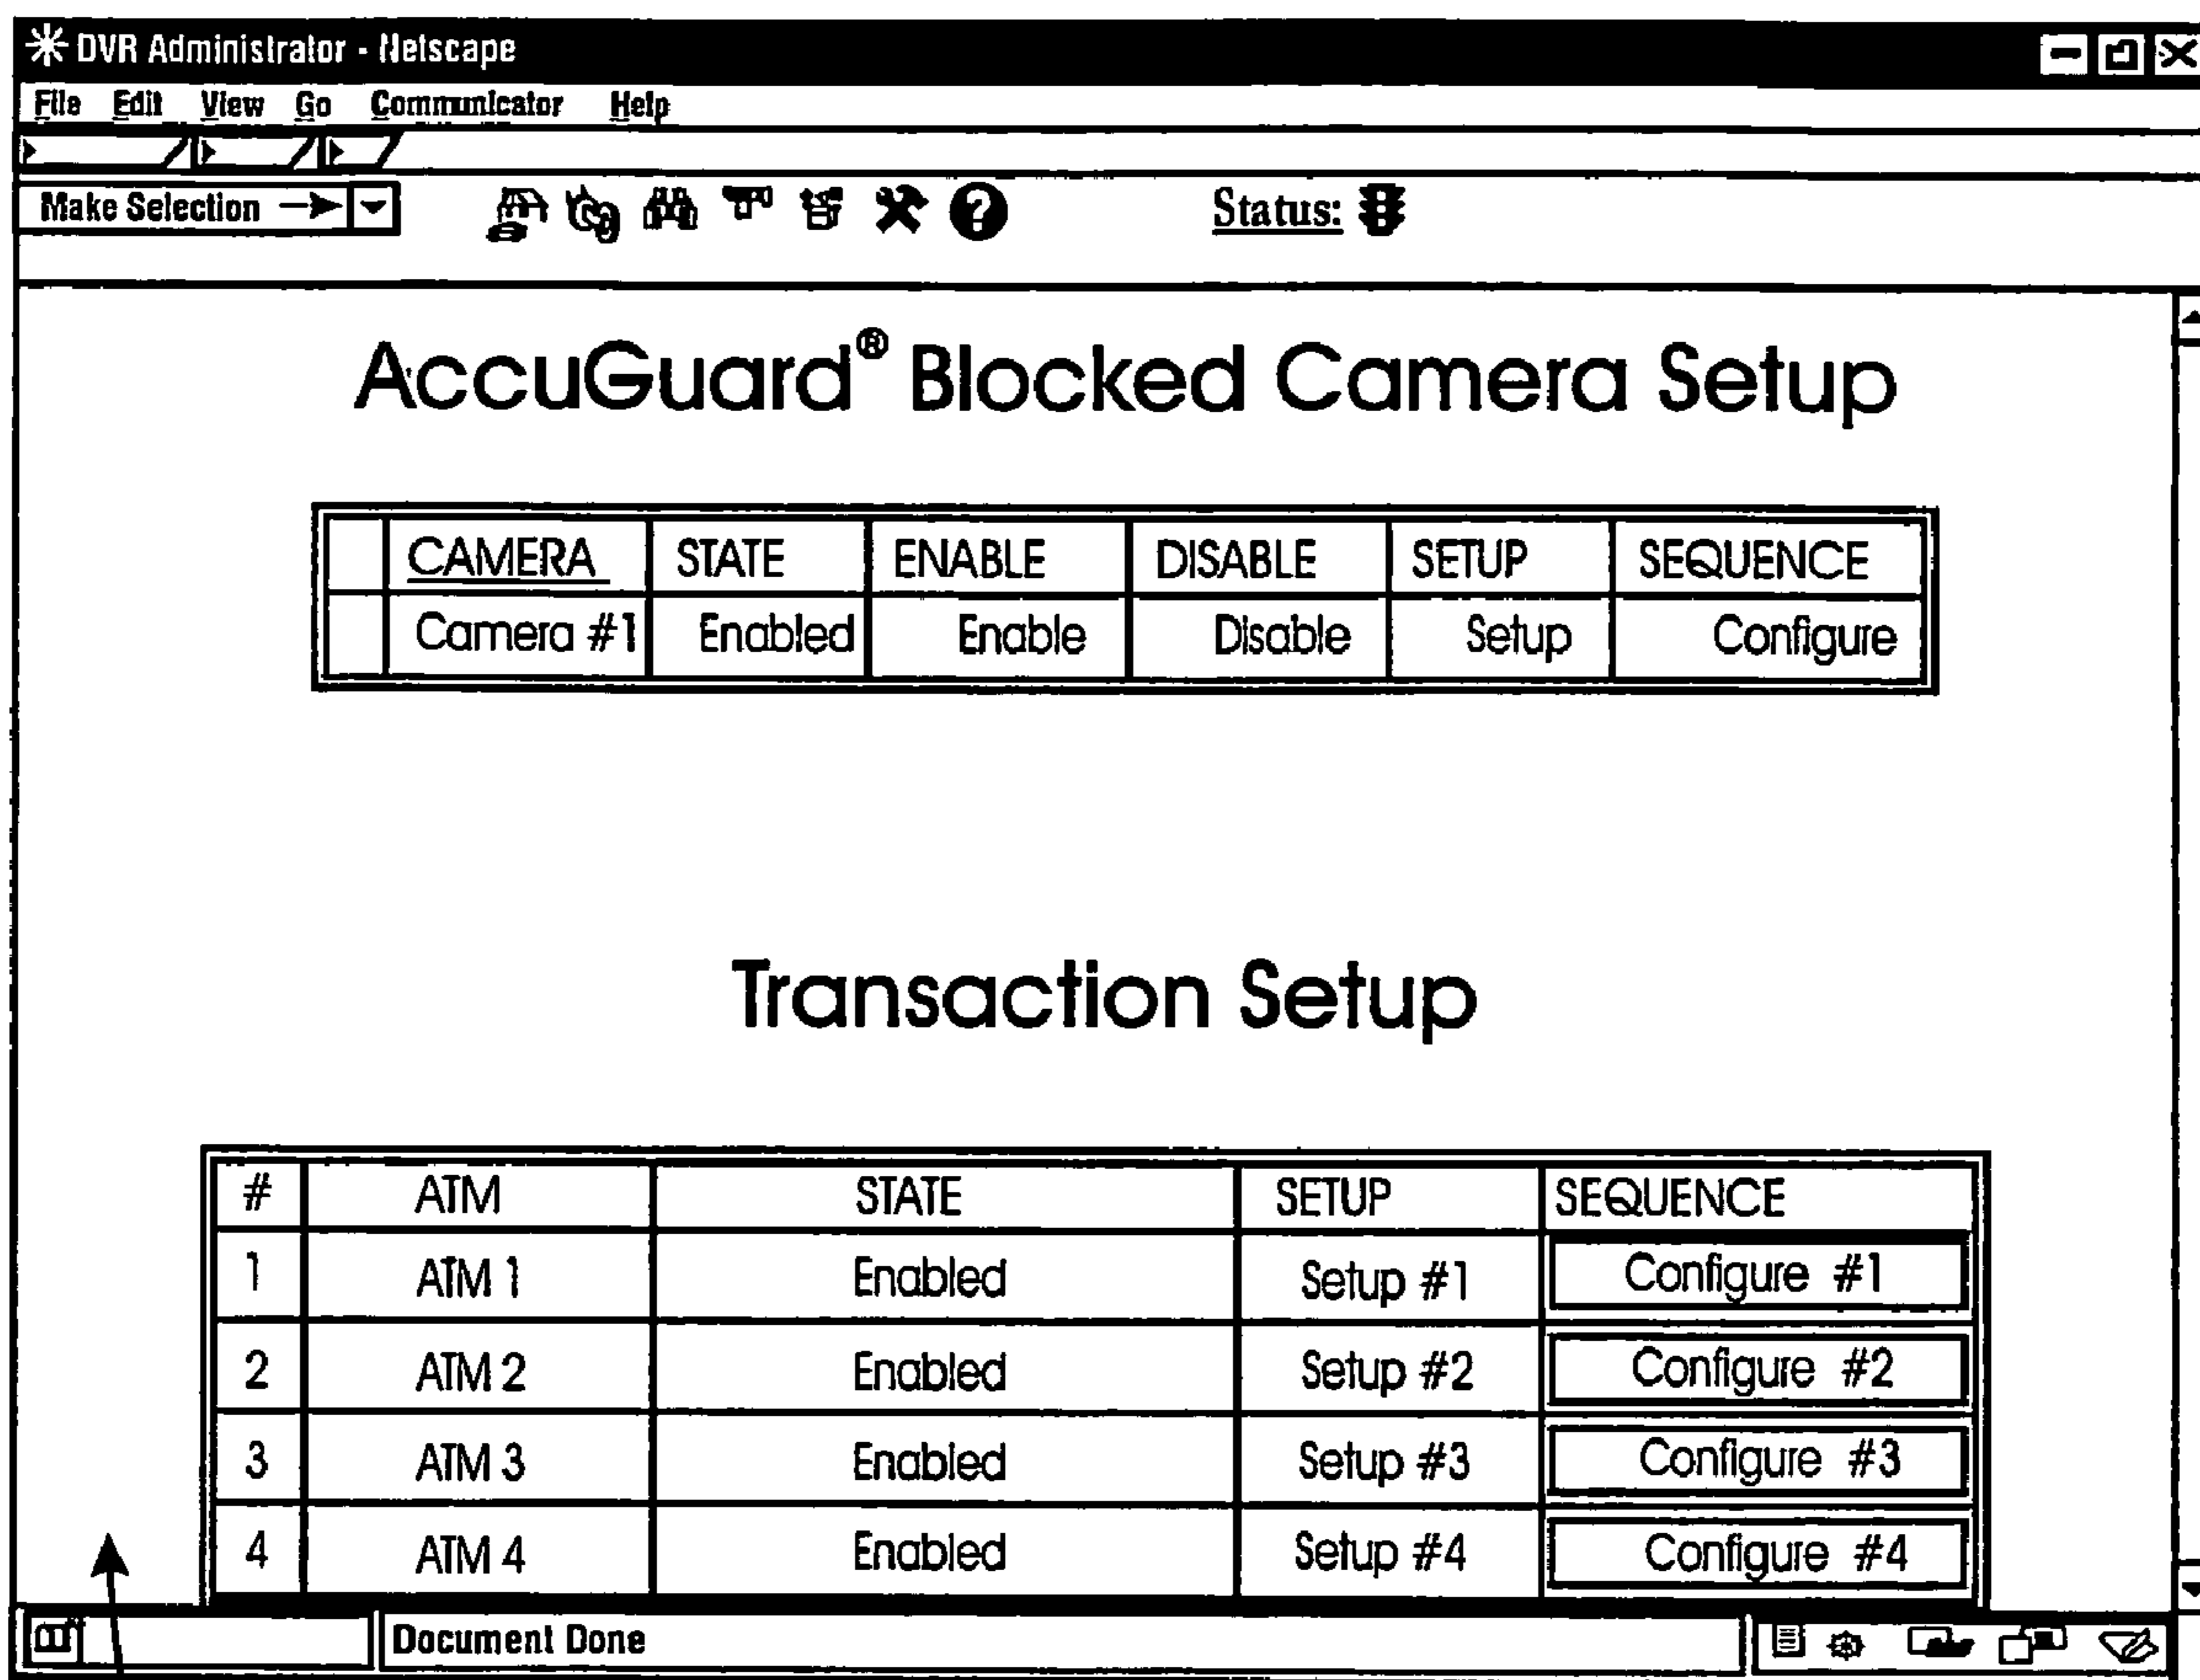 DVR Administrator - Netscape
File Edit View Go Communicator Help
Make Selection
Status:
AccuGuard® Blocked Camera Setup
CAMERA STATE ENABLE DISABLE SETUP SEQUENCE
Camera #1 Enabled Enable Disable Setup Configure
Transaction Setup
# ATM STATE SETUP SEQUENCE
1 ATM 1 Enabled Setup #1 Configure #1
2 ATM 2 Enabled Setup #2 Configure #2
3 ATM 3 Enabled Setup #3 Configure #3
4 ATM 4 Enabled Setup #4 Configure #4
Document Done